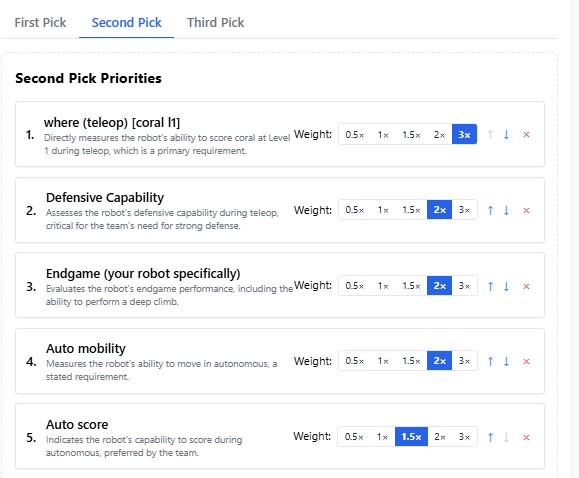 First Pick Second Pick Third Pick
Second Pick Priorities
1. where (teleop) [coral l1]
Directly measures the robot's ability to score coral at Level
1 during teleop, which is a primary requirement.
Weight: 0.5× 1× 1.5× 2× 3× ↑ ↓ ×
2. Defensive Capability
Assesses the robot's defensive capability during teleop,
critical for the team's need for strong defense.
Weight: 0.5× 1× 1.5× 2× 3× ↑ ↓ ×
3. Endgame (your robot specifically)
Evaluates the robot's endgame performance, including the
ability to perform a deep climb.
Weight: 0.5× 1× 1.5× 2× 3× ↑ ↓ ×
4. Auto mobility
Measures the robot's ability to move in autonomous, a
stated requirement.
Weight: 0.5× 1× 1.5× 2× 3× ↑ ↓ ×
5. Auto score
Indicates the robot's capability to score during
autonomous, preferred by the team.
Weight: 0.5× 1× 1.5× 2× 3× ↑ ↓ ×